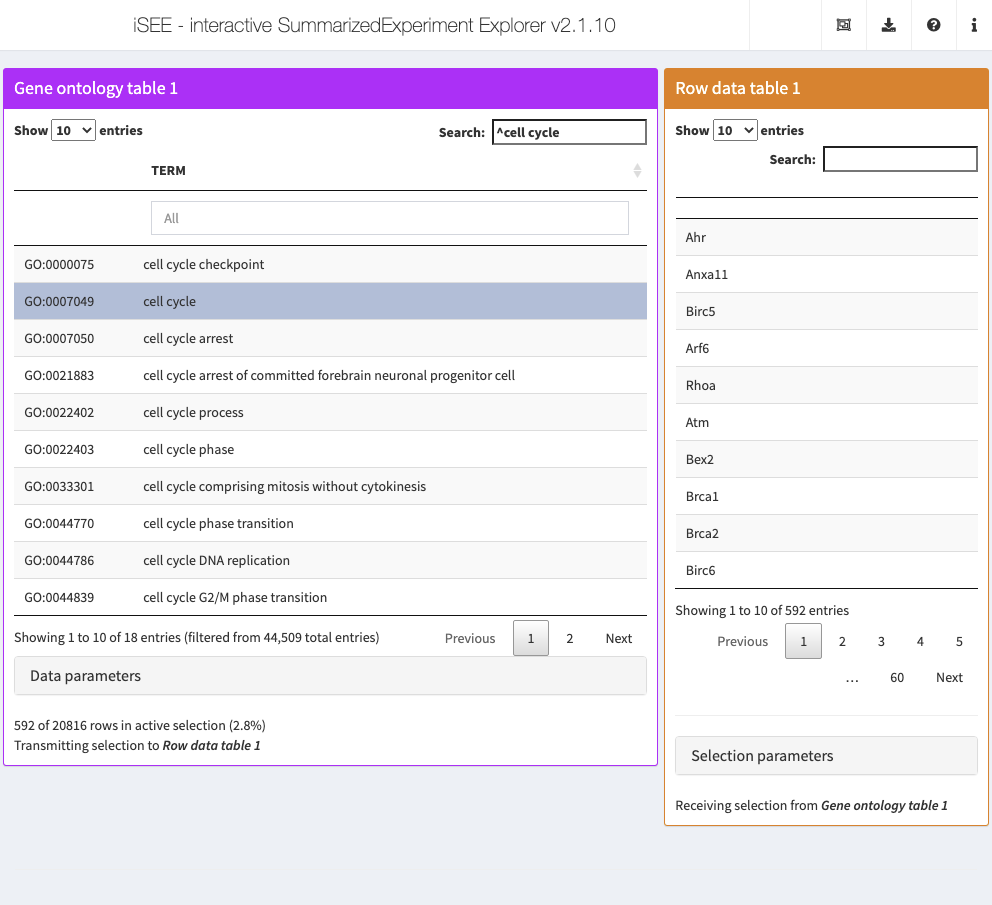 iSEE - interactive SummarizedExperiment Explorer v2.1.10
Gene ontology table 1
Show 10 entries
Search: ^cell cycle
TERM
All
GO:0000075 cell cycle checkpoint
GO:0007049 cell cycle
GO:0007050 cell cycle arrest
GO:0021883 cell cycle arrest of committed forebrain neuronal progenitor cell
GO:0022402 cell cycle process
GO:0022403 cell cycle phase
GO:0033301 cell cycle comprising mitosis without cytokinesis
GO:0044770 cell cycle phase transition
GO:0044786 cell cycle DNA replication
GO:0044839 cell cycle G2/M phase transition
Showing 1 to 10 of 18 entries (filtered from 44,509 total entries) Previous 1 2 Next
Data parameters
592 of 20816 rows in active selection (2.8%)
Transmitting selection to Row data table 1
Row data table 1
Show 10 entries
Search:
Ahr
Anxa11
Birc5
Arf6
Rhoa
Atm
Bex2
Brca1
Brca2
Birc6
Showing 1 to 10 of 592 entries
Previous 1 2 3 4 5
… 60 Next
Selection parameters
Receiving selection from Gene ontology table 1